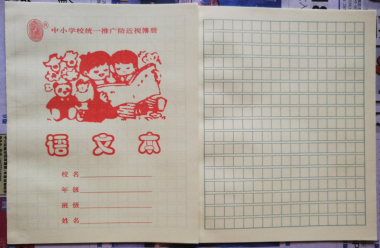 中小学校统一推广防近视簿册
语文本
校名
年级
班级
姓名